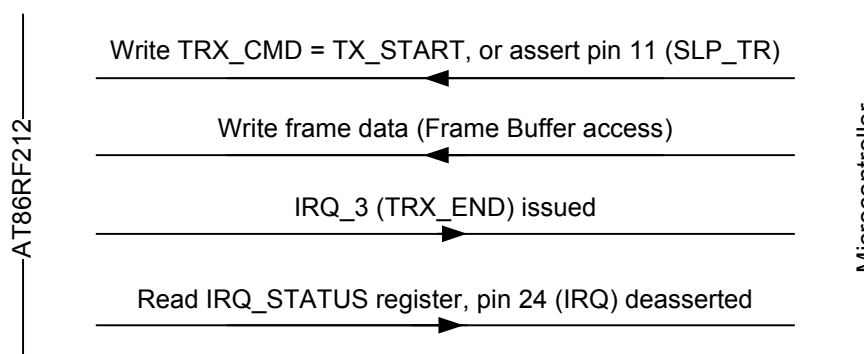 Write TRX_CMD = TX_START, or assert pin 11 (SLP_TR)
Write frame data (Frame Buffer access)
IRQ_3 (TRX_END) issued
Read IRQ_STATUS register, pin 24 (IRQ) deasserted
AT86RF212